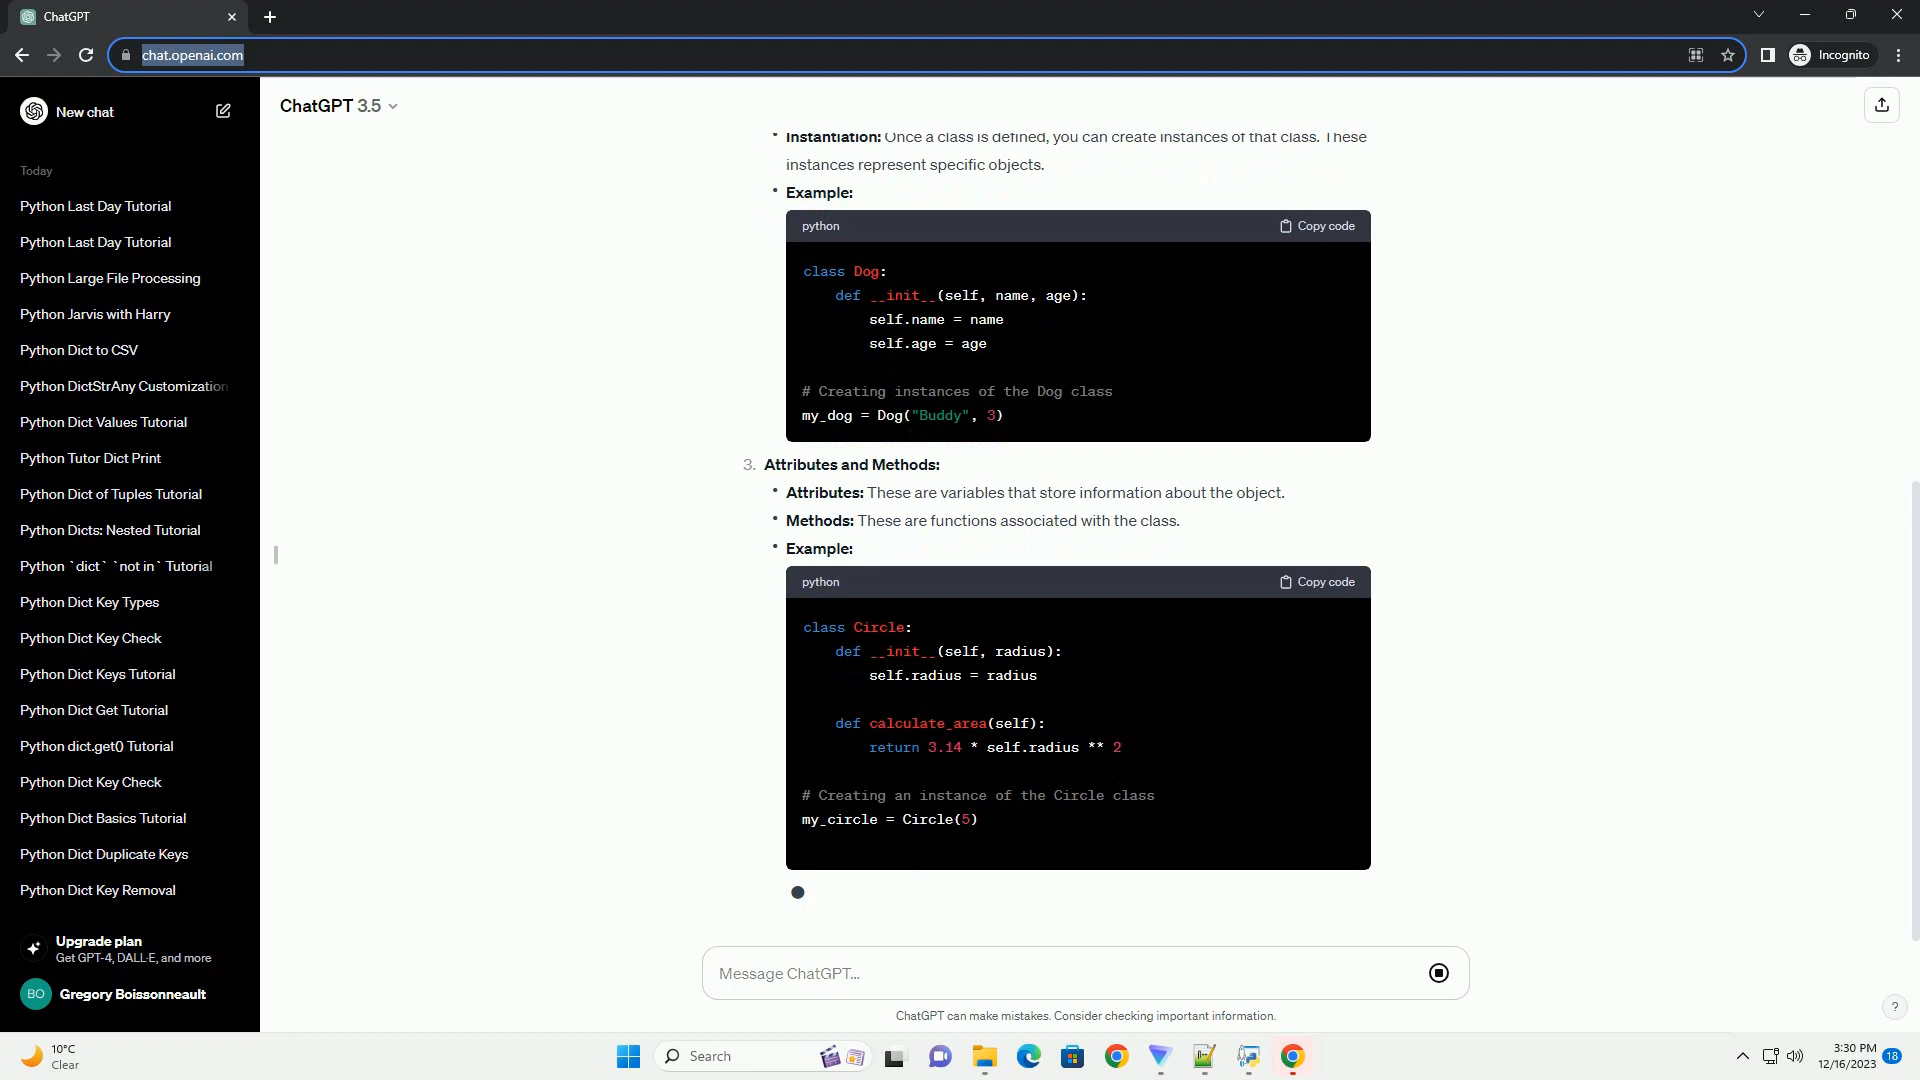 ChatGPT
chat.openai.com
Incognito
New chat
Today
Python Last Day Tutorial
Python Last Day Tutorial
Python Large File Processing
Python Jarvis with Harry
Python Dict to CSV
Python DictStrAny Customization
Python Dict Values Tutorial
Python Tutor Dict Print
Python Dict of Tuples Tutorial
Python Dicts: Nested Tutorial
Python `dict` `not in` Tutorial
Python Dict Key Types
Python Dict Key Check
Python Dict Keys Tutorial
Python Dict Get Tutorial
Python dict.get() Tutorial
Python Dict Key Check
Python Dict Basics Tutorial
Python Dict Duplicate Keys
Python Dict Key Removal
Upgrade plan
Get GPT-4, DALL·E, and more
BO
Gregory Boissonneault
ChatGPT 3.5
• Instantiation: Once a class is defined, you can create instances of that class. These
instances represent specific objects.
• Example:
python
Copy code
class Dog:
    def __init__(self, name, age):
        self.name = name
        self.age = age
# Creating instances of the Dog class
my_dog = Dog("Buddy", 3)
3. Attributes and Methods:
• Attributes: These are variables that store information about the object.
• Methods: These are functions associated with the class.
• Example:
python
Copy code
class Circle:
    def __init__(self, radius):
        self.radius = radius
    def calculate_area(self):
        return 3.14 * self.radius ** 2
# Creating an instance of the Circle class
my_circle = Circle(5)
Message ChatGPT...
ChatGPT can make mistakes. Consider checking important information.
?
10°C
Clear
Search
3:30 PM
12/16/2023
18